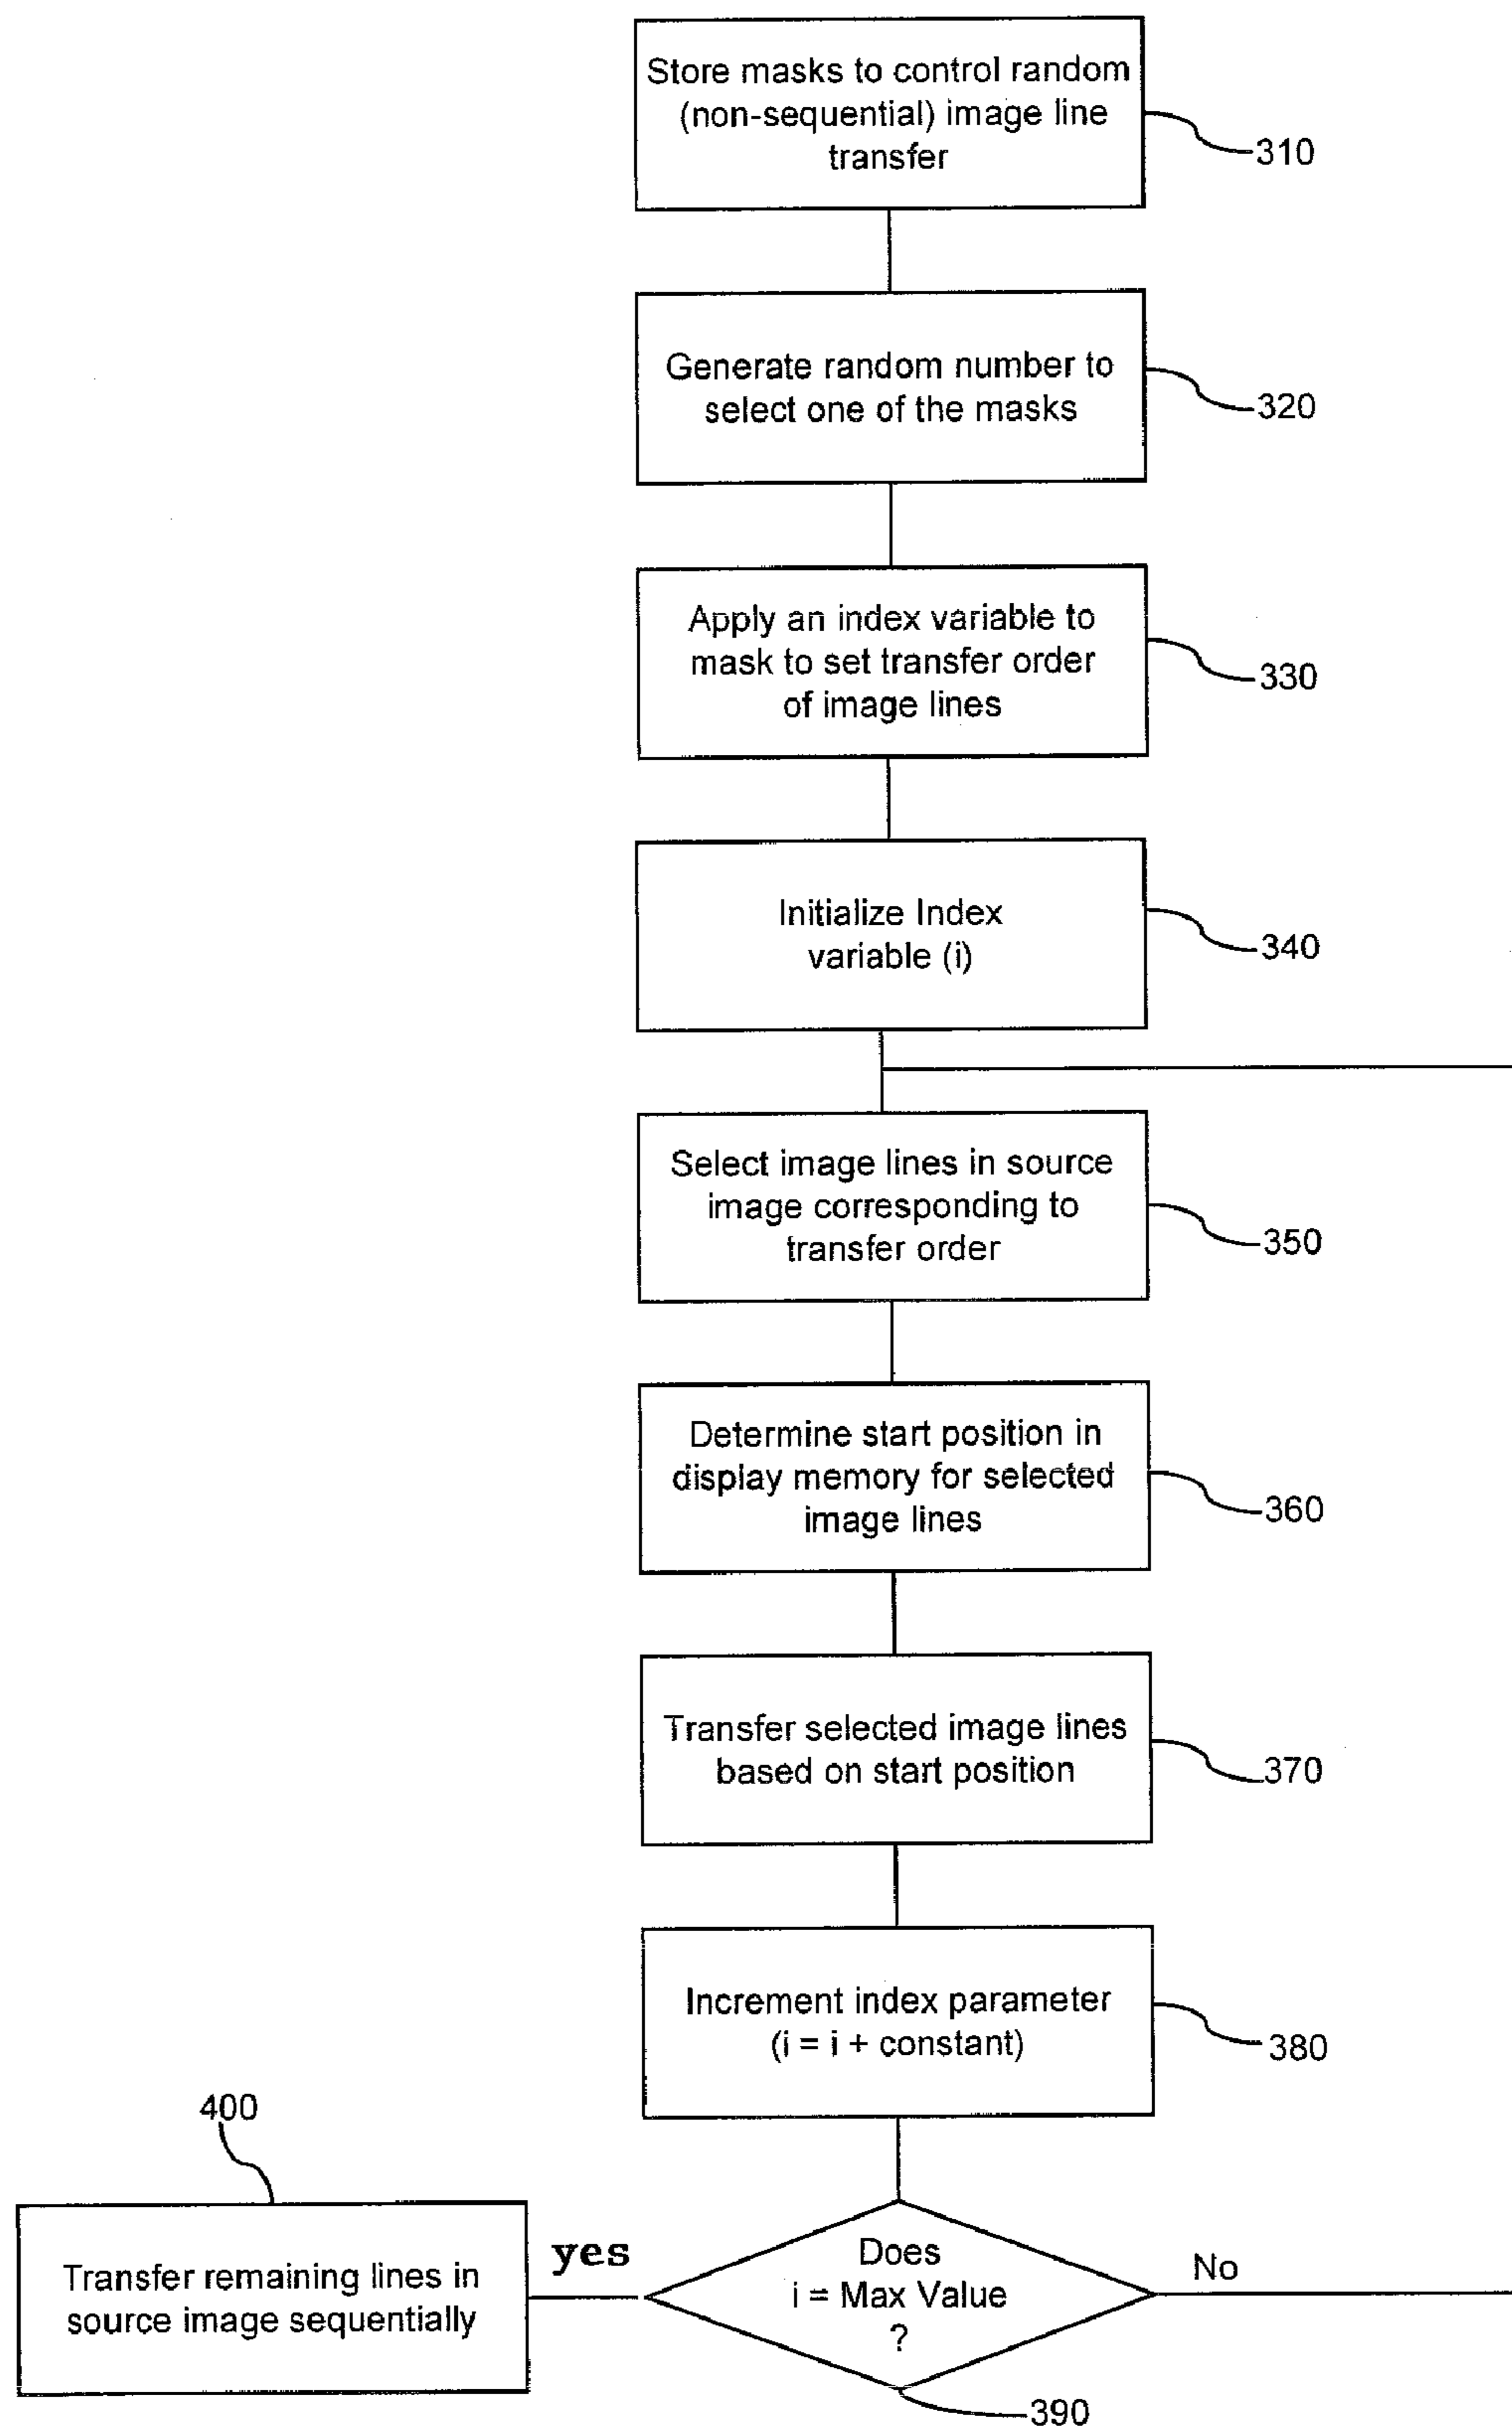 Store masks to control random
(non-sequential) image line
transfer
310
Generate random number to
select one of the masks
320
Apply an index variable to
mask to set transfer order
of image lines
330
Initialize Index
variable (i)
340
Select image lines in source
image corresponding to
transfer order
350
Determine start position in
display memory for selected
image lines
360
Transfer selected image lines
based on start position
370
Increment index parameter
(i = i + constant)
380
400
Transfer remaining lines in
source image sequentially
yes
Does
i = Max Value
?
No
390